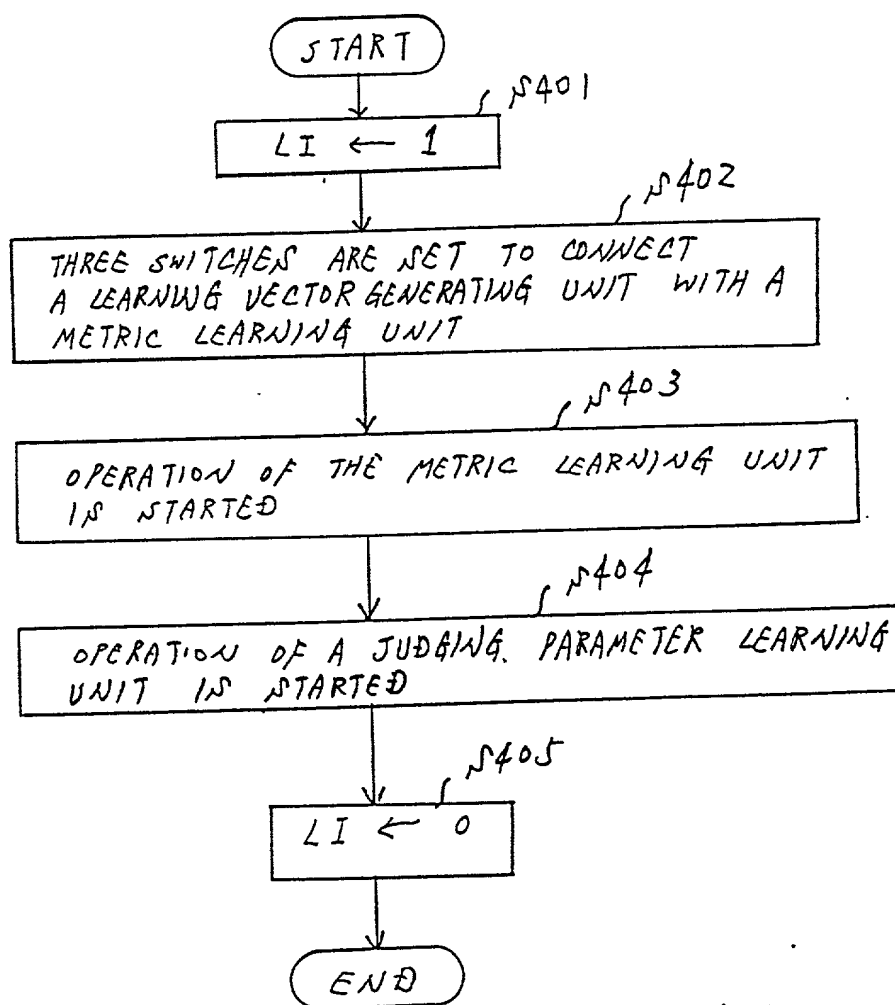 START
S401
LI ← 1
S402
THREE SWITCHES ARE SET TO CONNECT
A LEARNING VECTOR GENERATING UNIT WITH A
METRIC LEARNING UNIT
S403
OPERATION OF THE METRIC LEARNING UNIT
IS STARTED
S404
OPERATION OF A JUDGING. PARAMETER LEARNING
UNIT IS STARTED
S405
LI ← 0
END